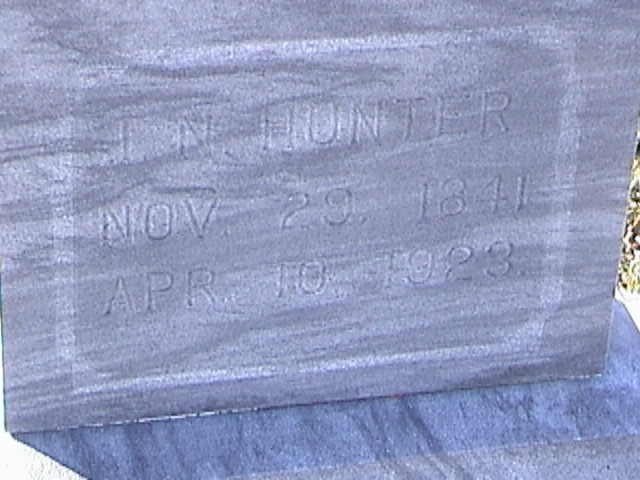 J. N. HUNTER
NOV. 29. 1841
APR. 10. 1923.